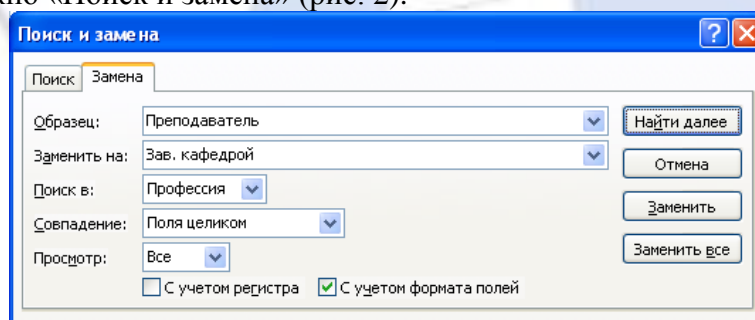 «Поиск и замена» (рис. 2).
Поиск и замена
Поиск Замена
Образец: Преподаватель Найти далее
Заменить на: Зав. кафедрой Отмена
Поиск в: Профессия Заменить
Совпадение: Поля целиком
Просмотр: Все Заменить все
С учетом регистра С учетом формата полей